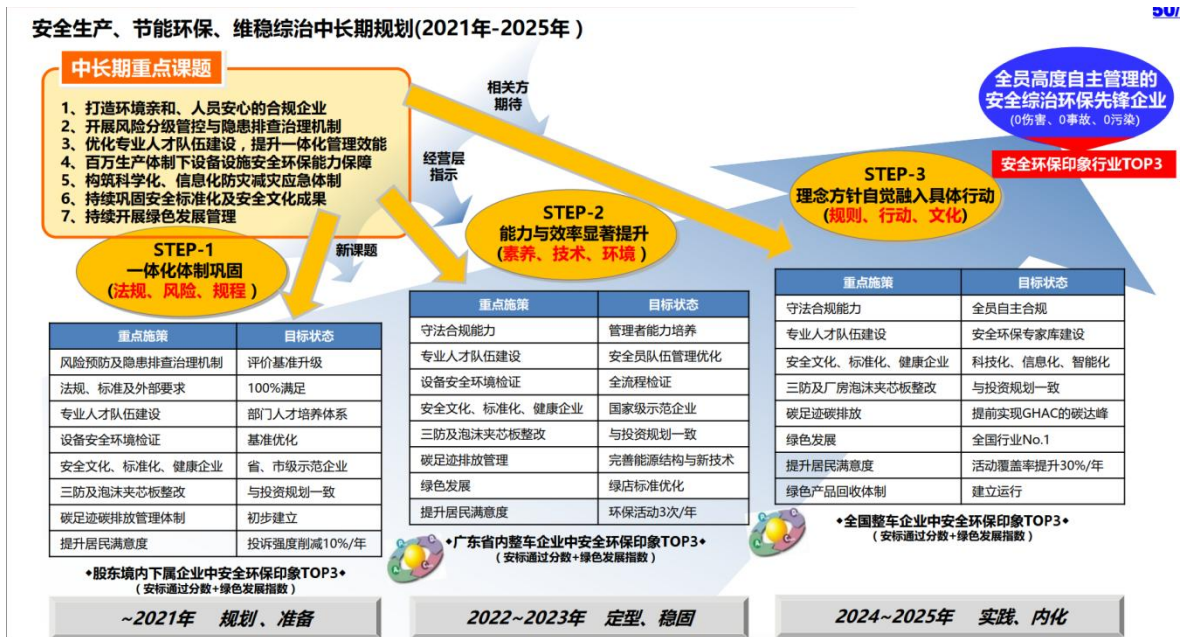 安全生产、节能环保、维稳综治中长期规划(2021年-2025年 )
50/
中长期重点课题
1、打造环境亲和、人员安心的合规企业
2、开展风险分级管控与隐患排查治理机制
3、优化专业人才队伍建设，提升一体化管理效能
4、百万生产体制下设备设施安全环保能力保障
5、构筑科学化、信息化防灾减灾应急体制
6、持续巩固安全标准化及安全文化成果
7、持续开展绿色发展管理
相关方
期待
经营层
指示
新课题
全员高度自主管理的
安全综治环保先锋企业
(0伤害、0事故、0污染)
安全环保印象行业TOP3
STEP-1
一体化体制巩固
(法规、风险、规程 )
重点施策 目标状态
风险预防及隐患排查治理机制 评价基准升级
法规、标准及外部要求 100%满足
专业人才队伍建设 部门人才培养体系
设备安全环境检证 基准优化
安全文化、标准化、健康企业 省、市级示范企业
三防及泡沫夹芯板整改 与投资规划一致
碳足迹碳排放管理体制 初步建立
提升居民满意度 投诉强度削减10%/年
◆股东境内下属企业中安全环保印象TOP3◆
（安标通过分数+绿色发展指数）
~2021年 规划 、准备
STEP-2
能力与效率显著提升
(素养、技术、环境 )
重点施策 目标状态
守法合规能力 管理者能力培养
专业人才队伍建设 安全员队伍管理优化
设备安全环境检证 全流程检证
安全文化、标准化、健康企业 国家级示范企业
三防及泡沫夹芯板整改 与投资规划一致
碳足迹排放管理 完善能源结构与新技术
绿色发展 绿店标准优化
提升居民满意度 环保活动3次/年
◆广东省内整车企业中安全环保印象TOP3◆
（安标通过分数+绿色发展指数）
2022~2023年 定型、稳固
STEP-3
理念方针自觉融入具体行动
(规则、行动、文化)
重点施策 目标状态
守法合规能力 全员自主合规
专业人才队伍建设 安全环保专家库建设
安全文化、标准化、健康企业 科技化、信息化、智能化
三防及厂房泡沫夹芯板整改 与投资规划一致
碳足迹碳排放 提前实现GHAC的碳达峰
绿色发展 全国行业No.1
提升居民满意度 活动覆盖率提升30%/年
绿色产品回收体制 建立运行
◆全国整车企业中安全环保印象TOP3◆
（安标通过分数+绿色发展指数）
2024~2025年 实践、内化